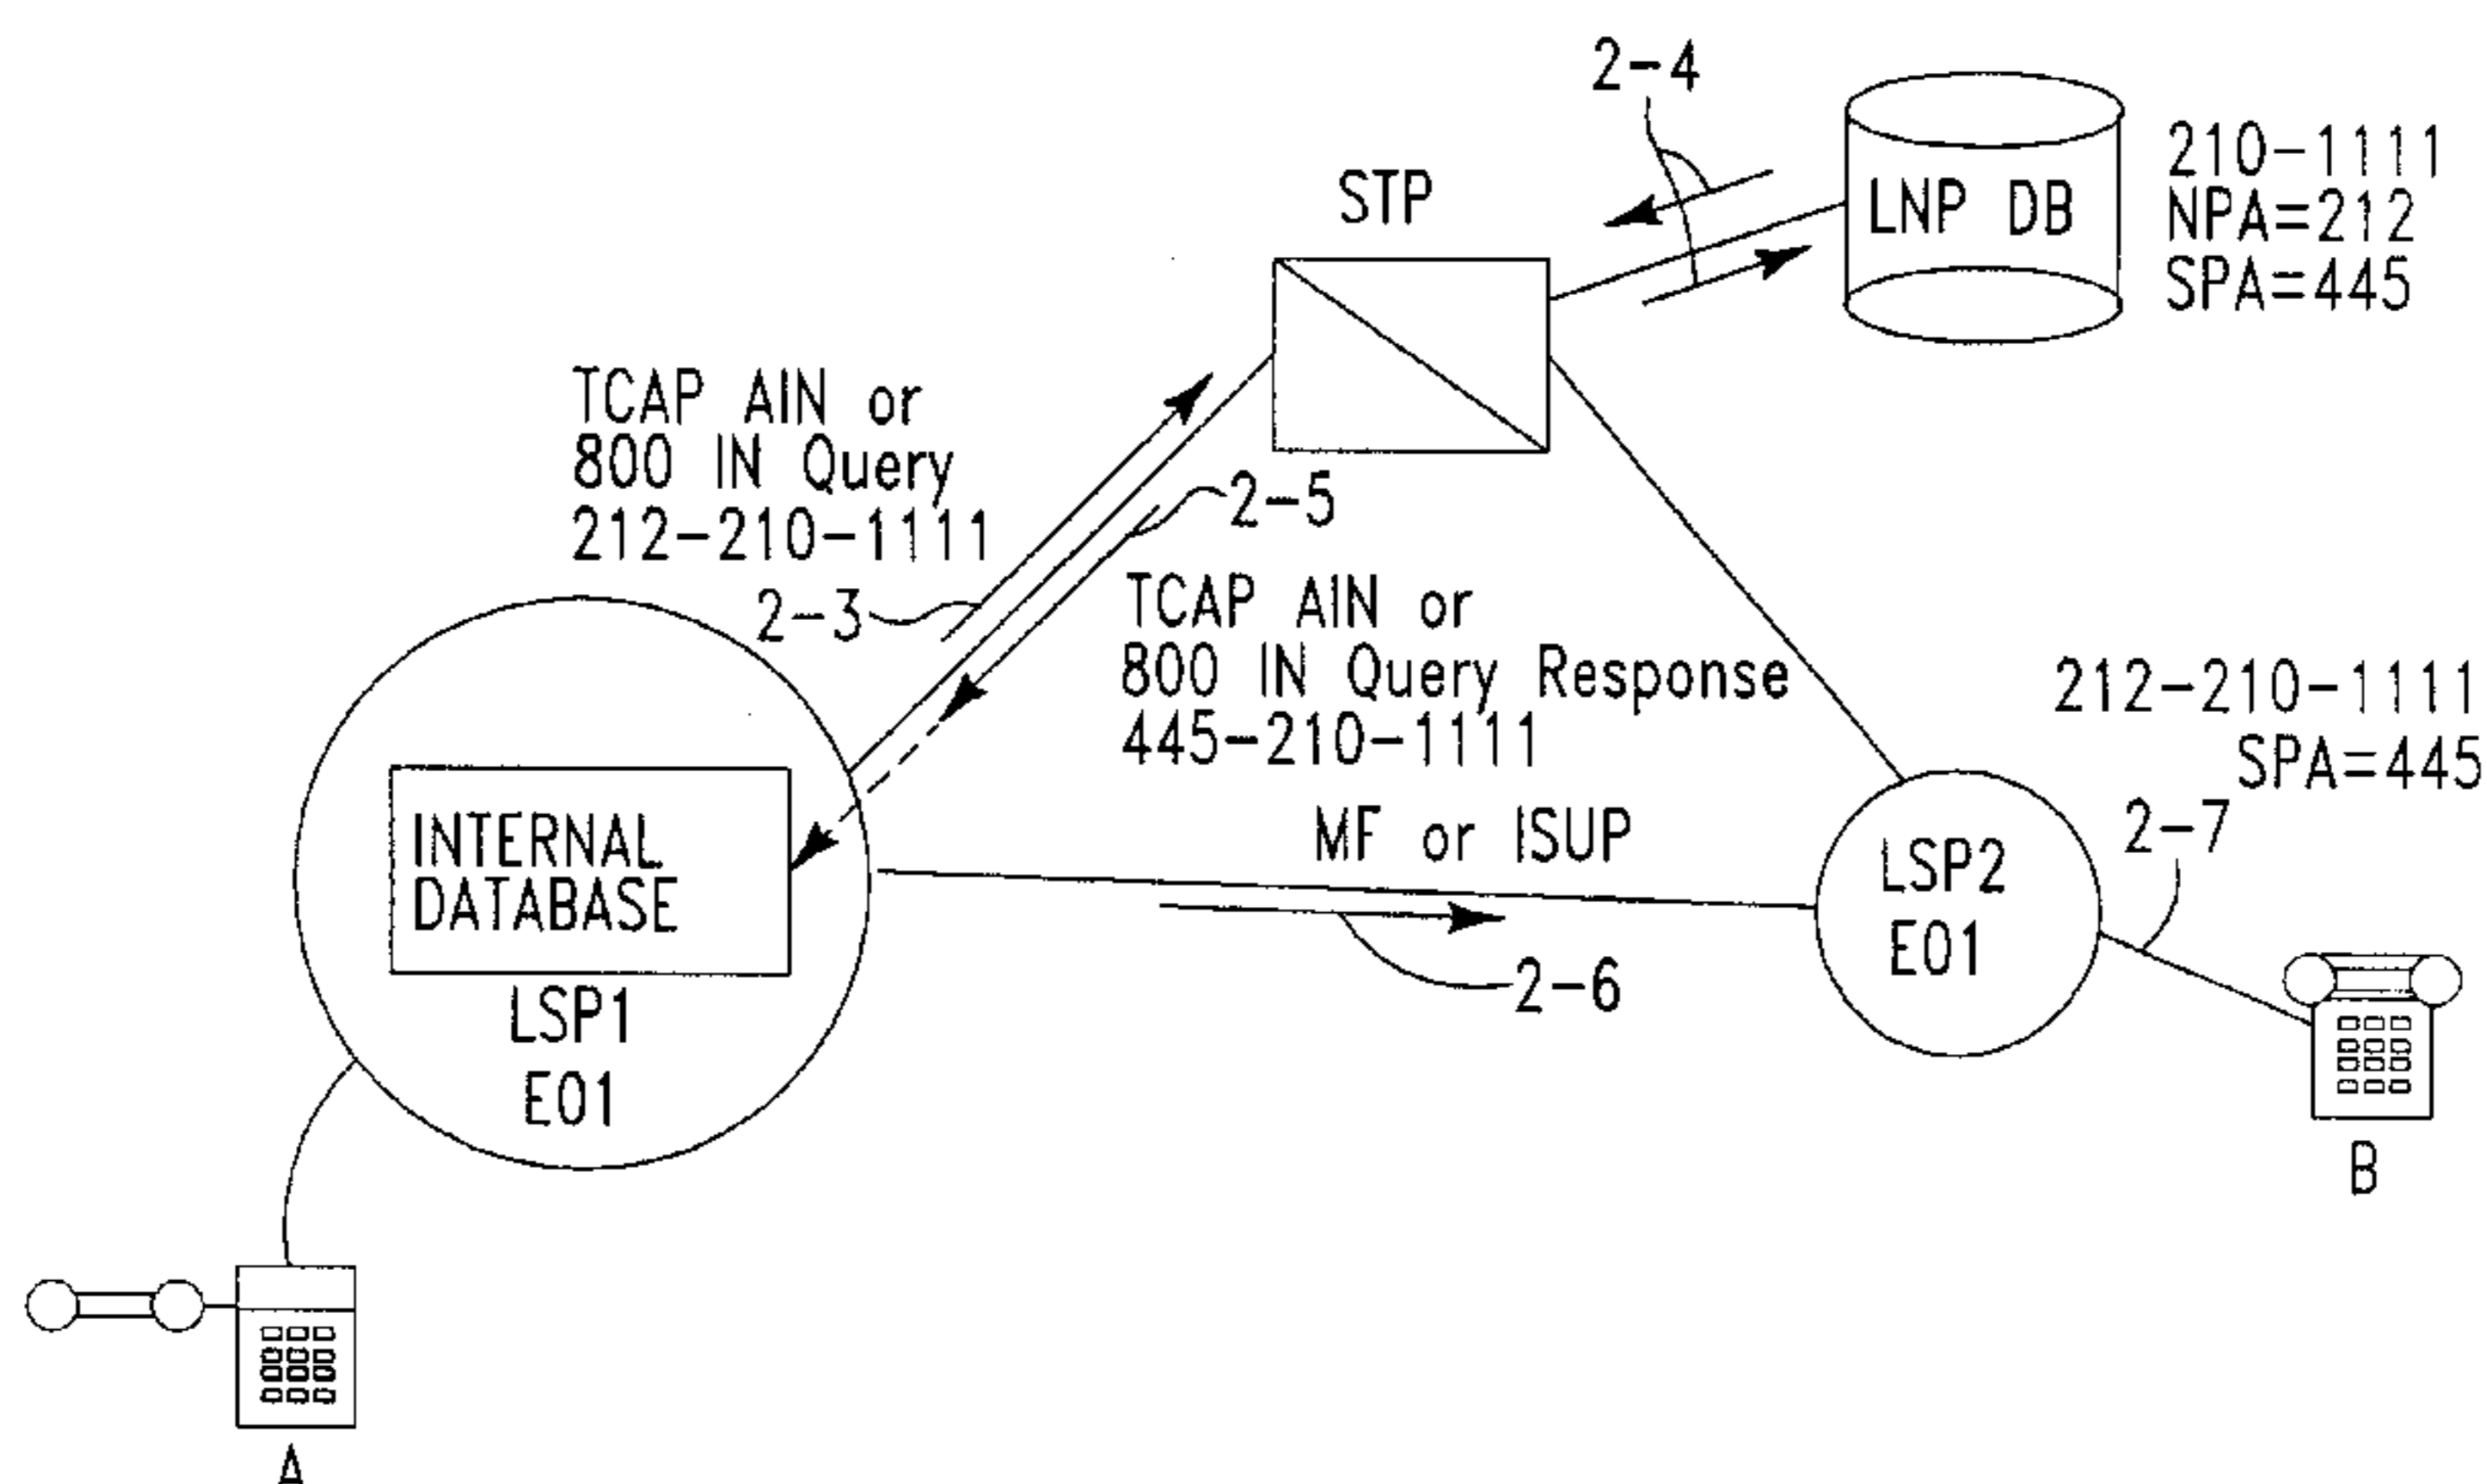 2-4
STP
LNP DB
210-1111
NPA=212
SPA=445
TCAP AIN or
800 IN Query
212-210-1111
2-3
2-5
TCAP AIN or
800 IN Query Response
445-210-1111
212-210-1111
SPA=445
2-7
INTERNAL
DATABASE
LSP1
E01
MF or ISUP
2-6
LSP2
E01
B
A